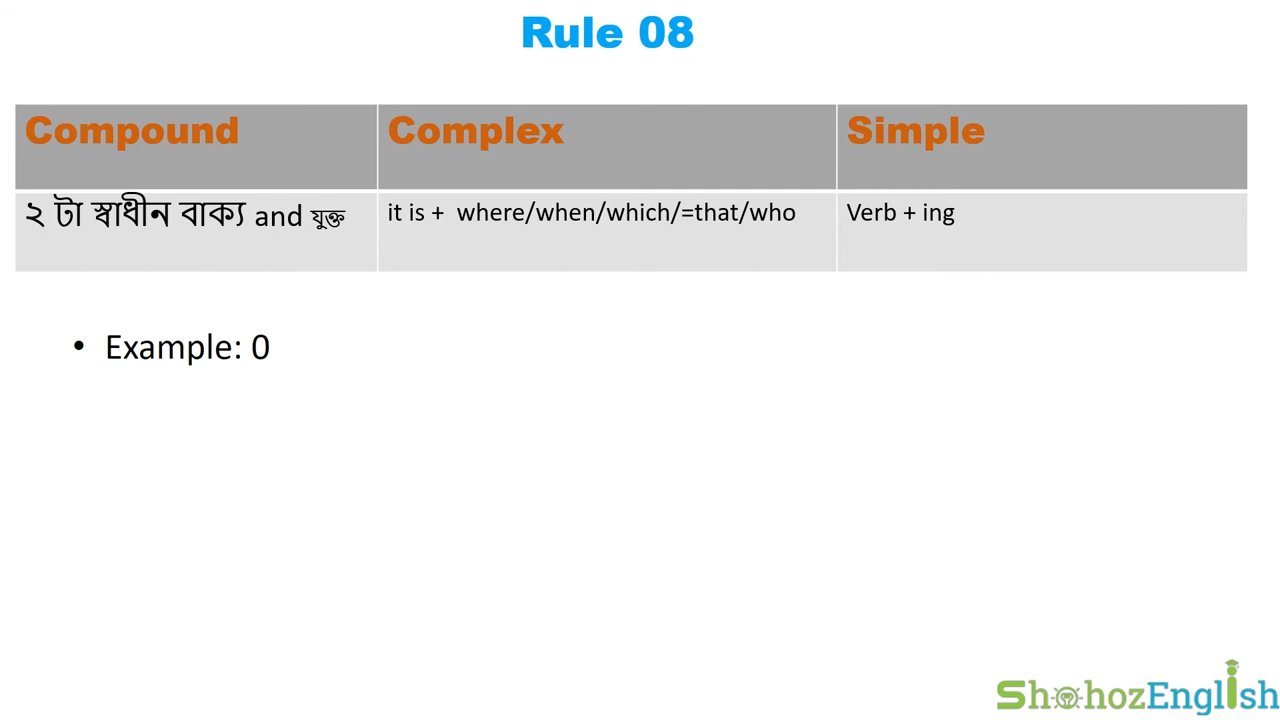 Rule 08
Compound
Complex
Simple
২ টা স্বাধীন বাক্য and যুক্ত
it is + where/when/which/=that/who
Verb + ing
• Example: 0
ShohozEnglish